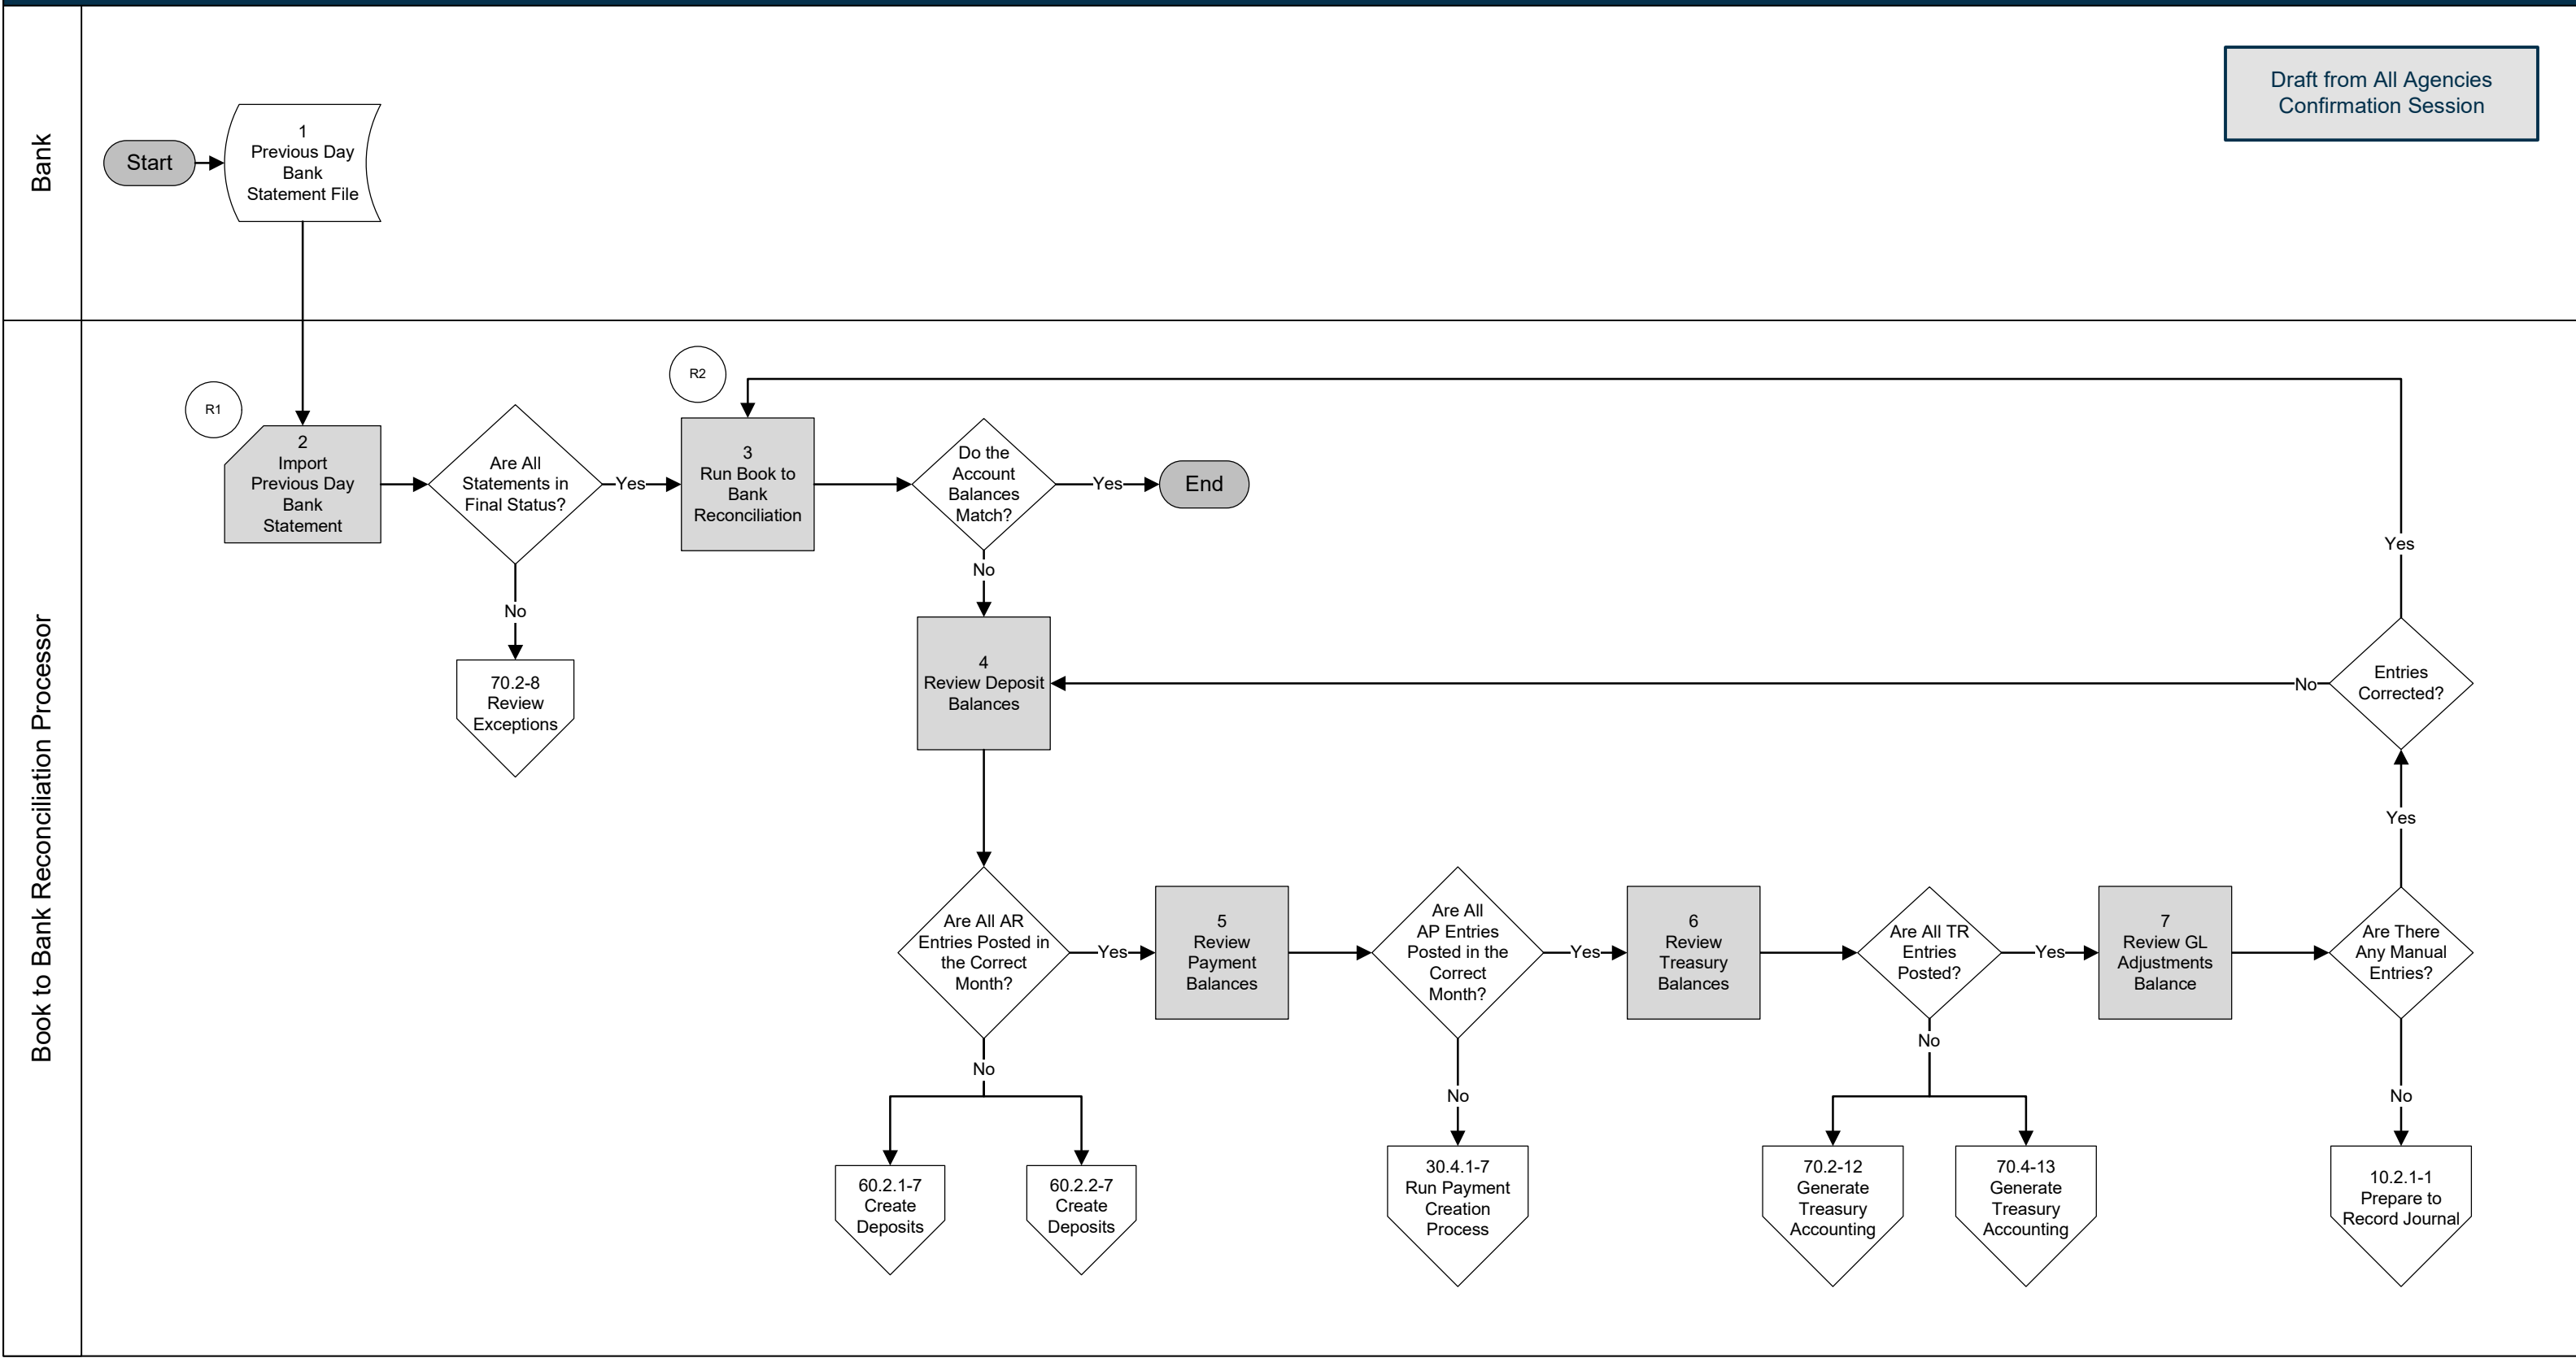 Bank
Draft from All Agencies
Confirmation Session
Start
1
Previous Day
Bank
Statement File
Book to Bank Reconciliation Processor
R1
2
Import
Previous Day
Bank
Statement
Are All
Statements in
Final Status?
Yes
No
70.2-8
Review
Exceptions
R2
3
Run Book to
Bank
Reconciliation
Do the
Account
Balances
Match?
Yes
End
No
4
Review Deposit
Balances
Are All AR
Entries Posted in
the Correct
Month?
No
60.2.1-7
Create
Deposits
60.2.2-7
Create
Deposits
Yes
5
Review
Payment
Balances
Are All
AP Entries
Posted in the
Correct
Month?
No
30.4.1-7
Run Payment
Creation
Process
Yes
6
Review
Treasury
Balances
Are All TR
Entries
Posted?
No
70.2-12
Generate
Treasury
Accounting
70.4-13
Generate
Treasury
Accounting
Yes
7
Review GL
Adjustments
Balance
Are There
Any Manual
Entries?
No
10.2.1-1
Prepare to
Record Journal
Yes
Entries
Corrected?
No
Yes